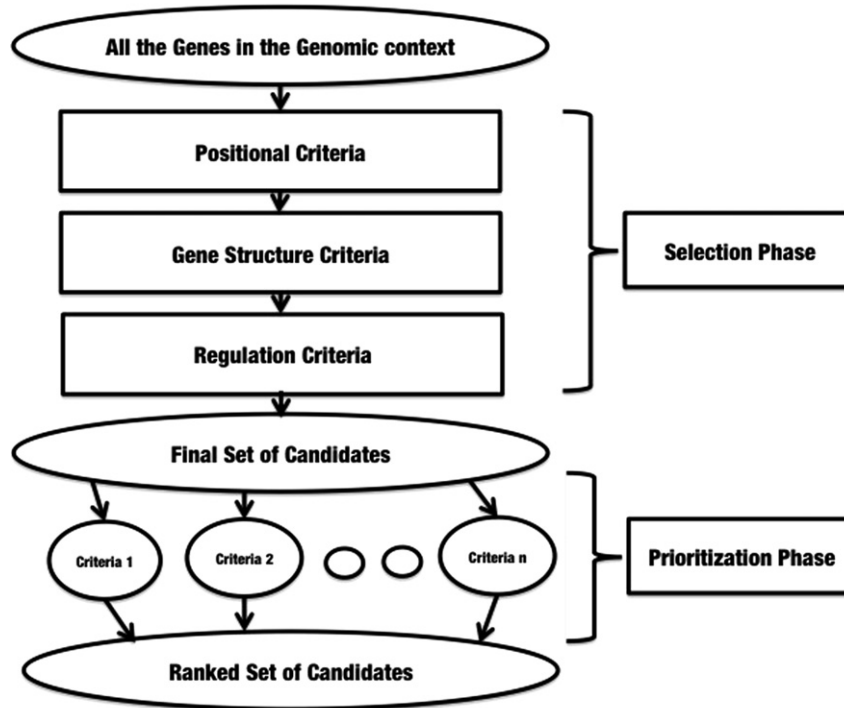 All the Genes in the Genomic context
Positional Criteria
Gene Structure Criteria
Selection Phase
Regulation Criteria
Final Set of Candidates
Criteria 1
Criteria 2
Criteria n
Prioritization Phase
Ranked Set of Candidates